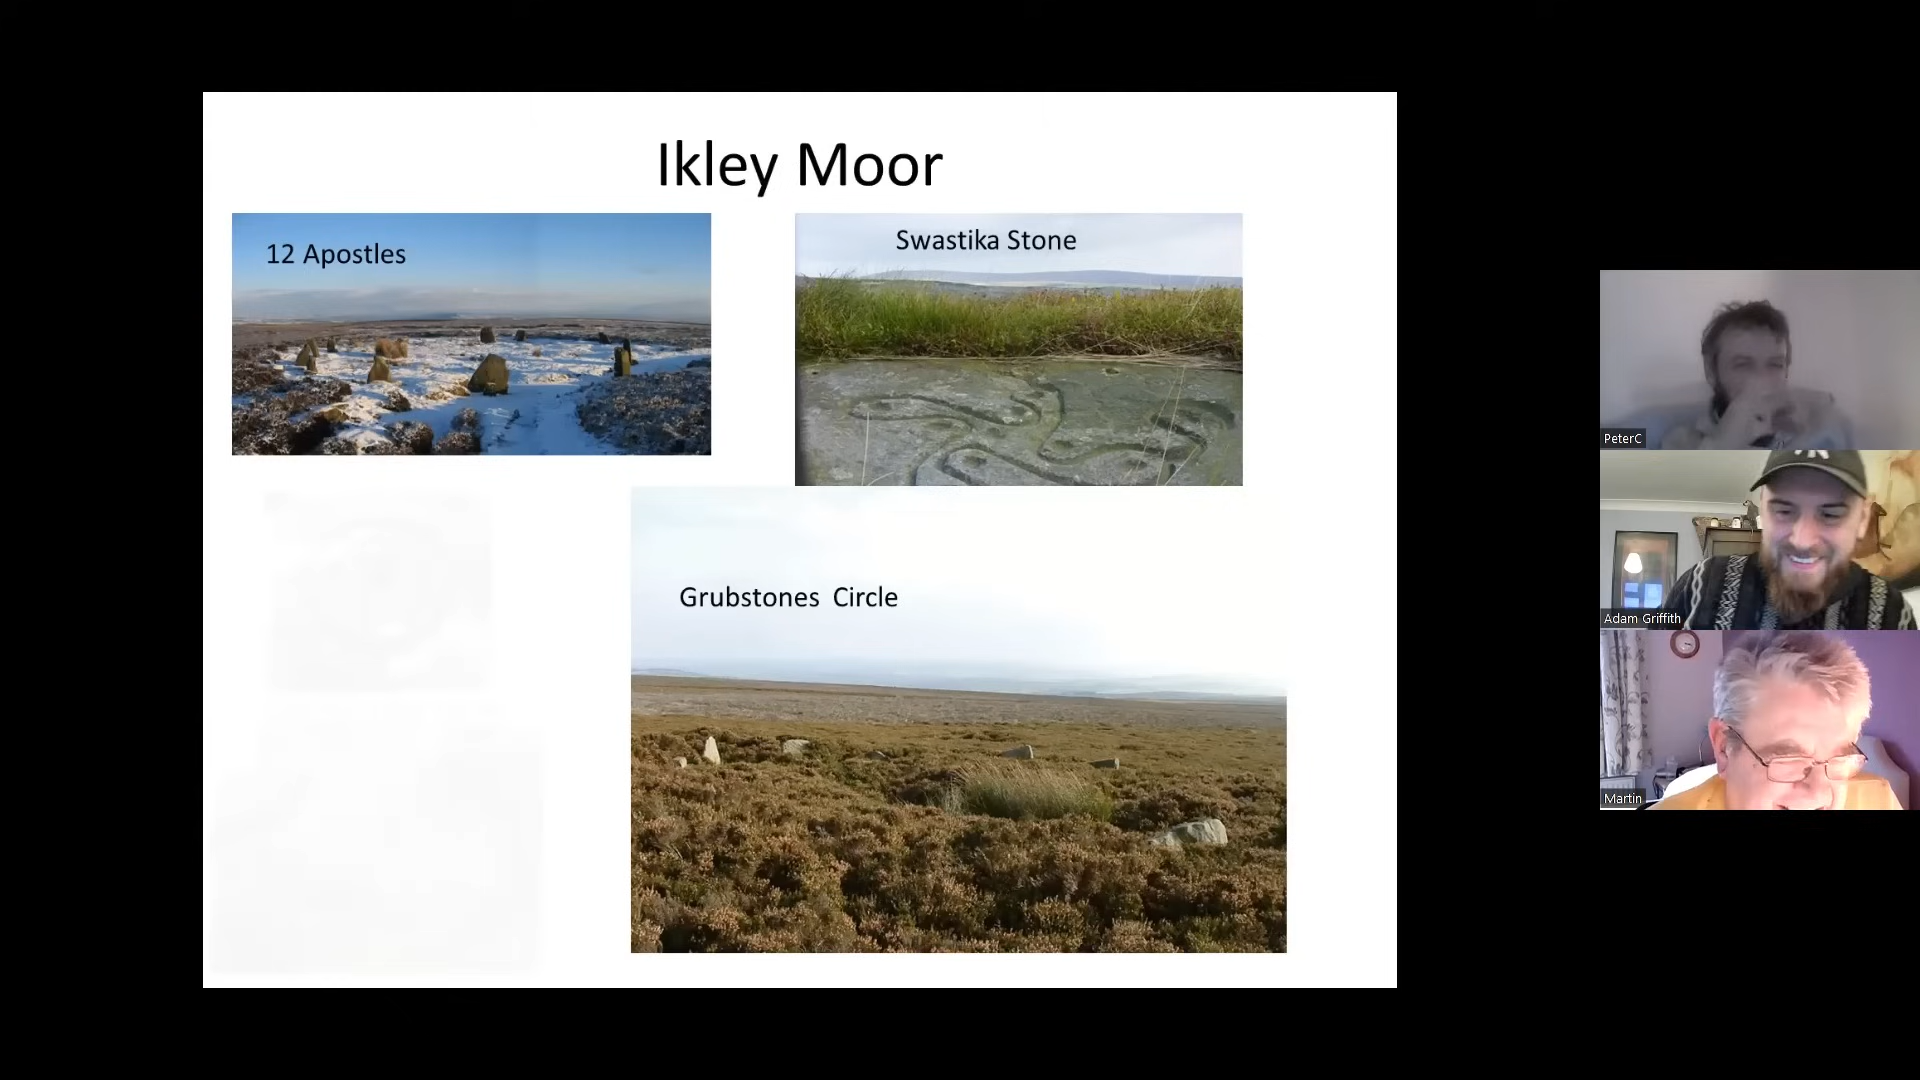 Ikley Moor
12 Apostles
Swastika Stone
Grubstones Circle
PeterC
Adam Griffith
Martin